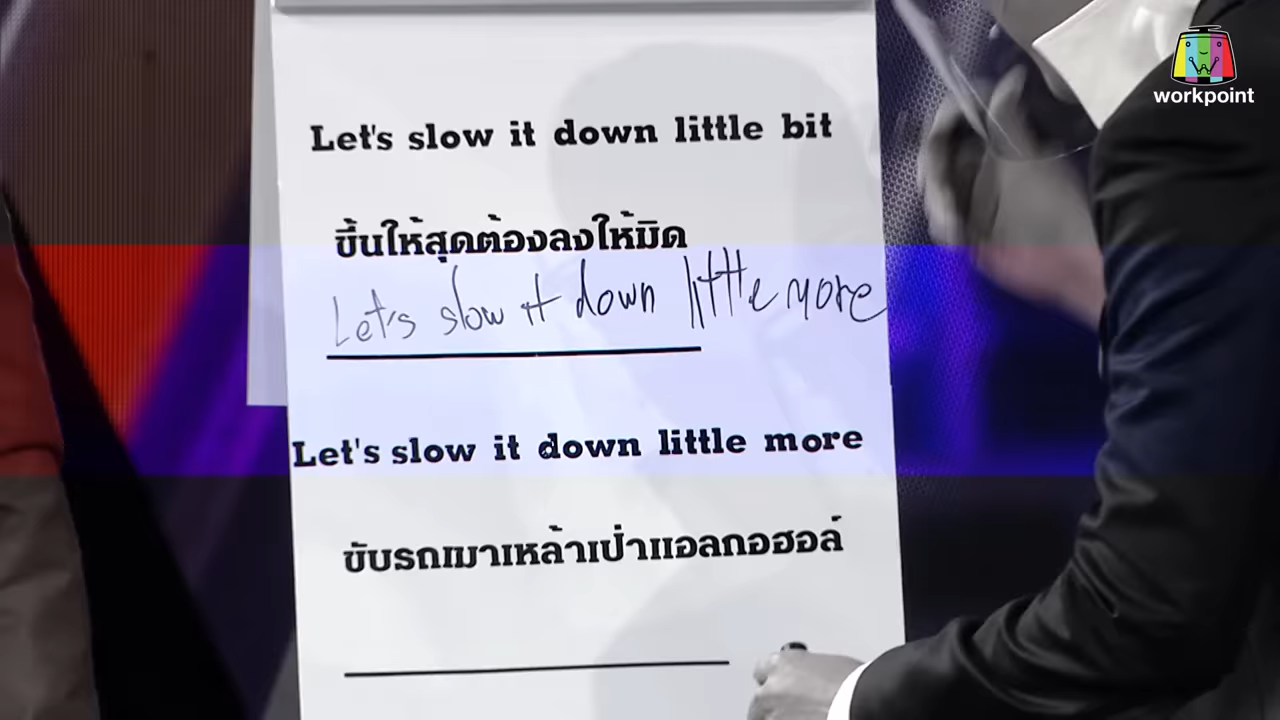 workpoint
Let's slow it down little bit
ขึ้นให้สุดต้องลงให้มิด
Let's slow it down little more
Let's slow it down little more
ขับรถเมาเหล้าเป่าแอลกอฮอล์